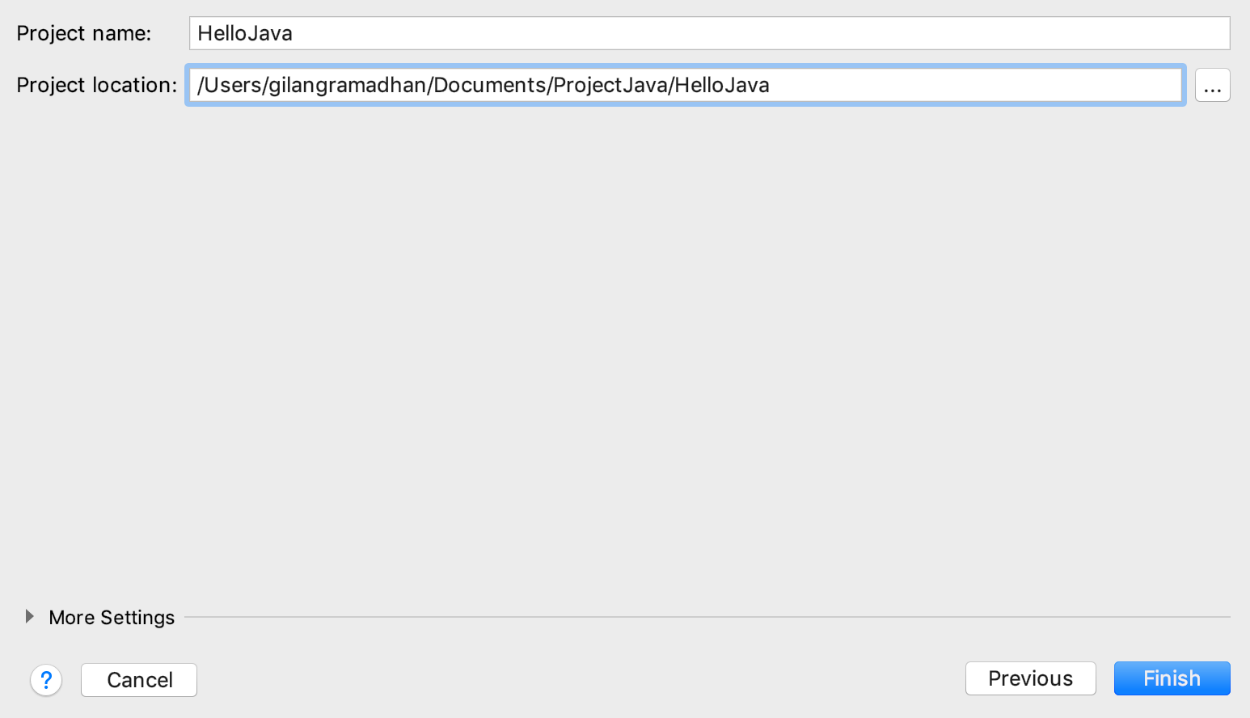 Project name: HelloJava
Project location: /Users/gilangramadhan/Documents/ProjectJava/HelloJava ...
More Settings
? Cancel Previous Finish